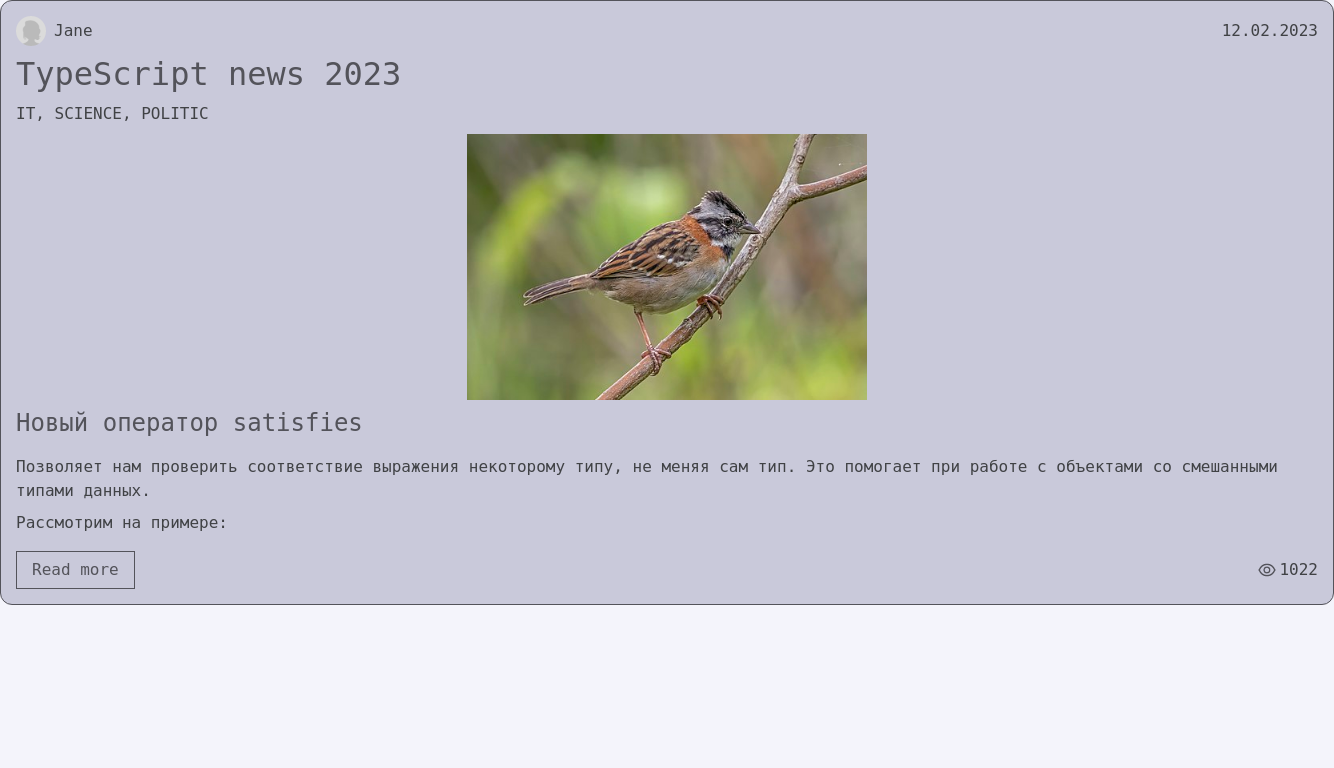 Jane
12.02.2023
TypeScript news 2023
IT, SCIENCE, POLITIC
Новый оператор satisfies
Позволяет нам проверить соответствие выражения некоторому типу, не меняя сам тип. Это помогает при работе с объектами со смешанными
типами данных.
Рассмотрим на примере:
Read more
1022